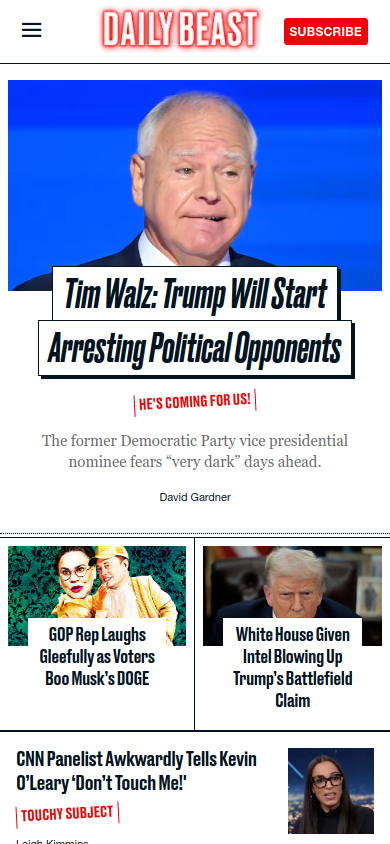 DAILY BEAST
SUBSCRIBE
Tim Walz: Trump Will Start
Arresting Political Opponents
HE'S COMING FOR US!
The former Democratic Party vice presidential
nominee fears “very dark” days ahead.
David Gardner
GOP Rep Laughs
Gleefully as Voters
Boo Musk’s DOGE
White House Given
Intel Blowing Up
Trump’s Battlefield
Claim
CNN Panelist Awkwardly Tells Kevin
O’Leary ‘Don’t Touch Me!'
TOUCHY SUBJECT
Leigh Kimmins